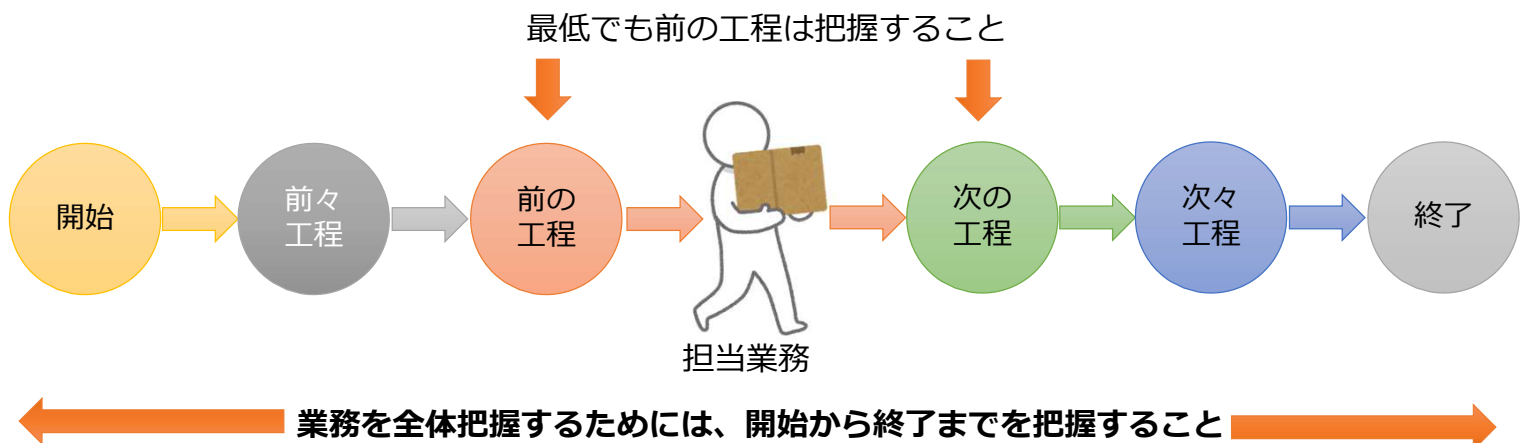 最低でも前の工程は把握すること
開始
前々
工程
前の
工程
次の
工程
次々
工程
終了
担当業務
業務を全体把握するためには、開始から終了までを把握すること